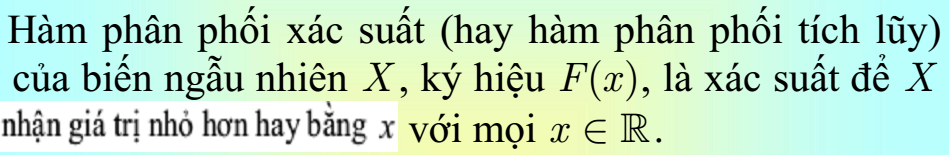 Hàm phân phối xác suất (hay hàm phân phối tích lũy)
của biến ngẫu nhiên X, ký hiệu F(x), là xác suất để X
nhận giá trị nhỏ hơn hay bằng x với mọi x ∈ ℝ.